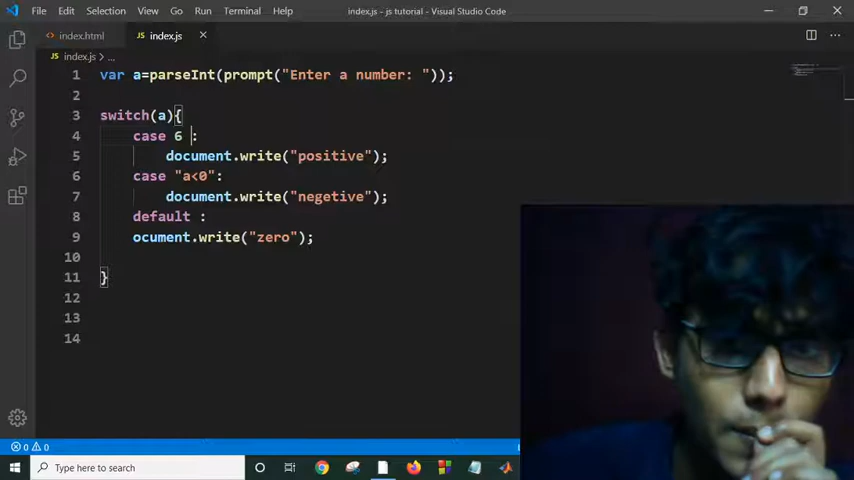 File Edit Selection View Go Run Terminal Help index.js - js tutorial - Visual Studio Code
index.html JS index.js
JS index.js > ...
1 var a=parseInt(prompt("Enter a number: "));
2
3 switch(a){
4 case 6 :
5 document.write("positive");
6 case "a<0":
7 document.write("negetive");
8 default :
9 ocument.write("zero");
10
11 }
12
13
14
0 0
Type here to search